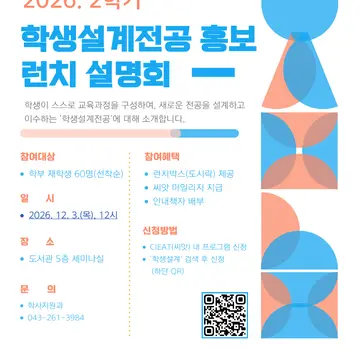 2026. 2학기
학생설계전공 홍보
런치 설명회
학생이 스스로 교육과정을 구성하여, 새로운 전공을 설계하고
이수하는 '학생설계전공'에 대해 소개합니다.
참여대상
• 학부 재학생 60명(선착순)
일 시
• 2026. 12. 3.(목), 12시
장 소
• 도서관 5층 세미나실
문 의
• 학사지원과
• 043-261-3984
참여혜택
• 런치박스(도시락) 제공
• 씨앗 마일리지 지급
• 안내책자 배부
신청방법
• CIEAT(씨앗) 내 프로그램 신청
• '학생설계' 검색 후 신청
(하단 QR)